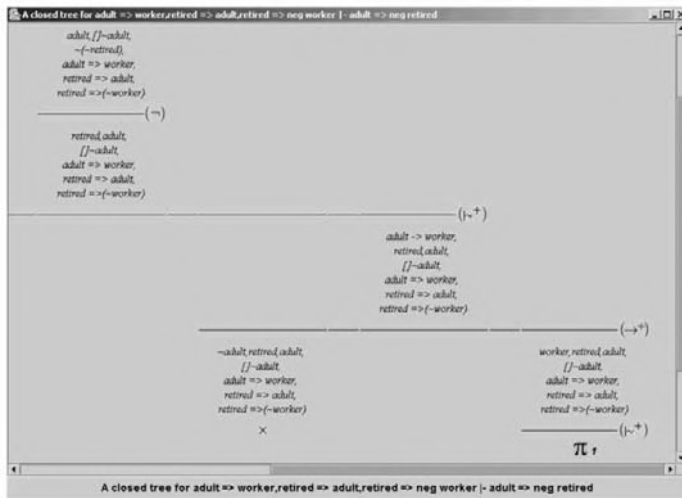 A closed tree for adult => worker,retired => adult,retired => neg worker |- adult => neg retired
adult,[]~adult,
~(~retired),
adult => worker,
retired => adult,
retired =>(~worker)
(¬)
retired,adult,
[]~adult,
adult => worker,
retired => adult,
retired =>(~worker)
(|~⁺)
adult -> worker,
retired,adult,
[]~adult,
adult => worker,
retired => adult,
retired =>(~worker)
(→⁺)
~adult,retired,adult,
[]~adult,
adult => worker,
retired => adult,
retired =>(~worker)
×
worker,retired,adult,
[]~adult,
adult => worker,
retired => adult,
retired =>(~worker)
(|~⁺)
A closed tree for adult => worker,retired => adult,retired => neg worker |- adult => neg retired